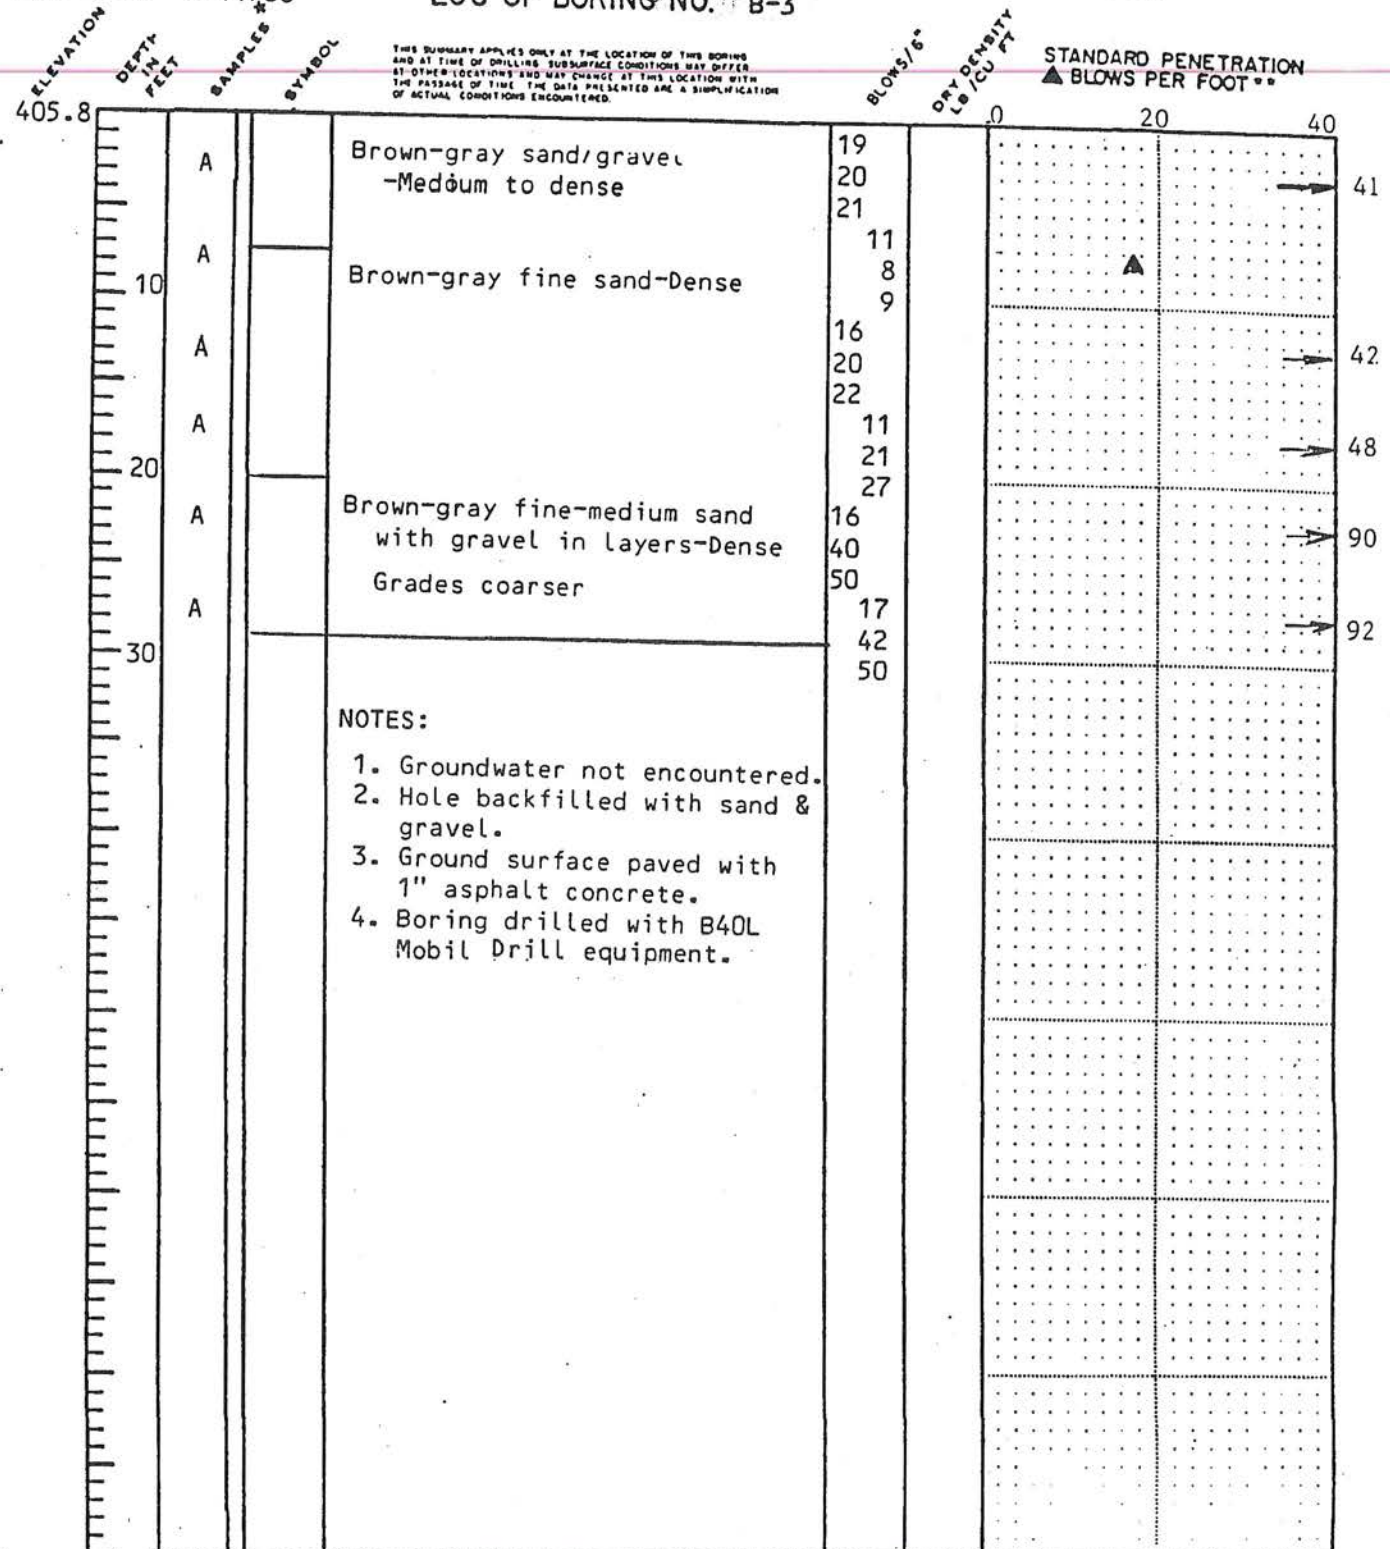 LOG OF BORING NO. B-3
ELEVATION
DEPTH IN FEET
SAMPLES *
SYMBOL
THIS SUMMARY APPLIES ONLY AT THE LOCATION OF THIS BORING
AND AT TIME OF DRILLING SUBSURFACE CONDITIONS MAY DIFFER
AT OTHER LOCATIONS AND MAY CHANGE AT THIS LOCATION WITH
THE PASSAGE OF TIME THE DATA PRESENTED ARE A SIMPLIFICATION
OF ACTUAL CONDITIONS ENCOUNTERED.
BLOWS/6"
DRY DENSITY
LB/CU FT
STANDARD PENETRATION
▲ BLOWS PER FOOT **
405.8
0 20 40
A
Brown-gray sand/gravel
-Medium to dense
19
20
21
41
A
11
8
9
10
Brown-gray fine sand-Dense
A
16
20
22
42
A
11
21
27
48
20
A
Brown-gray fine-medium sand
with gravel in layers-Dense
Grades coarser
16
40
50
90
A
17
42
50
92
30
NOTES:
1. Groundwater not encountered.
2. Hole backfilled with sand &
gravel.
3. Ground surface paved with
1" asphalt concrete.
4. Boring drilled with B40L
Mobil Drill equipment.